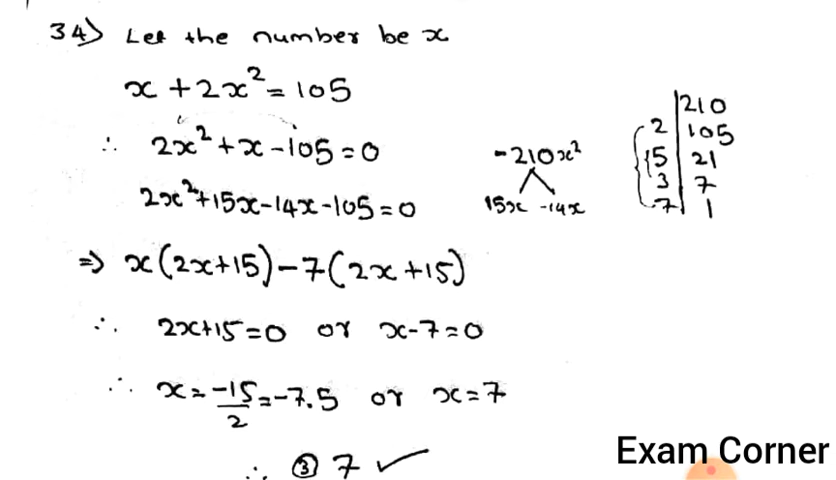 34) Let the number be x
x + 2x² = 105
∴ 2x² + x - 105 = 0
2x² + 15x - 14x - 105 = 0
-210x²
15x -14x
210
2 105
5 21
3 7
7 1
⇒ x(2x+15) - 7(2x+15)
∴ 2x+15 = 0 or x-7 = 0
∴ x = -15/2 = -7.5 or x = 7
∴ ③ 7 ✓
Exam Corner